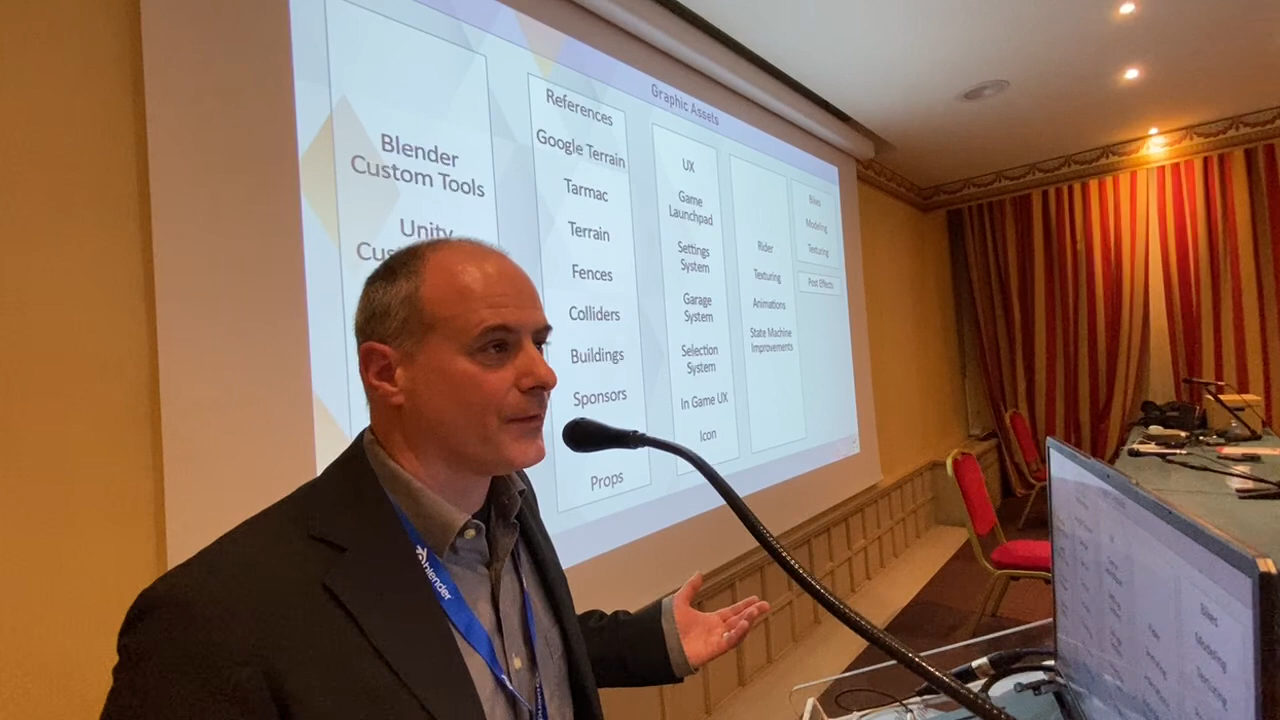 Graphic Assets
Blender
Custom Tools
Unity
References
Google Terrain
Tarmac
Terrain
Fences
Colliders
Buildings
Sponsors
Props
UX
Game
Launchpad
Settings
System
Garage
System
Selection
System
In Game UX
Icon
Rider
Texturing
Animations
State Machine
Improvements
Bikes
Modeling
Texturing
Post Effects
blender
Bikes
Modeling